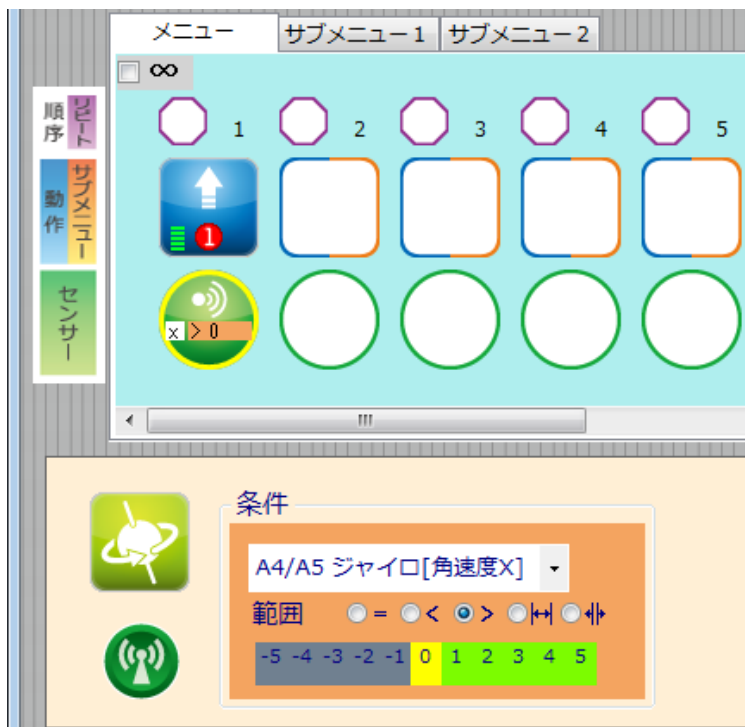 メニュー サブメニュー1 サブメニュー2
∞
順序 リピート
1 2 3 4 5
動作 サブメニュー
1
センサー
x > 0
条件
A4/A5 ジャイロ[角速度X]
範囲 = < >
-5 -4 -3 -2 -1 0 1 2 3 4 5